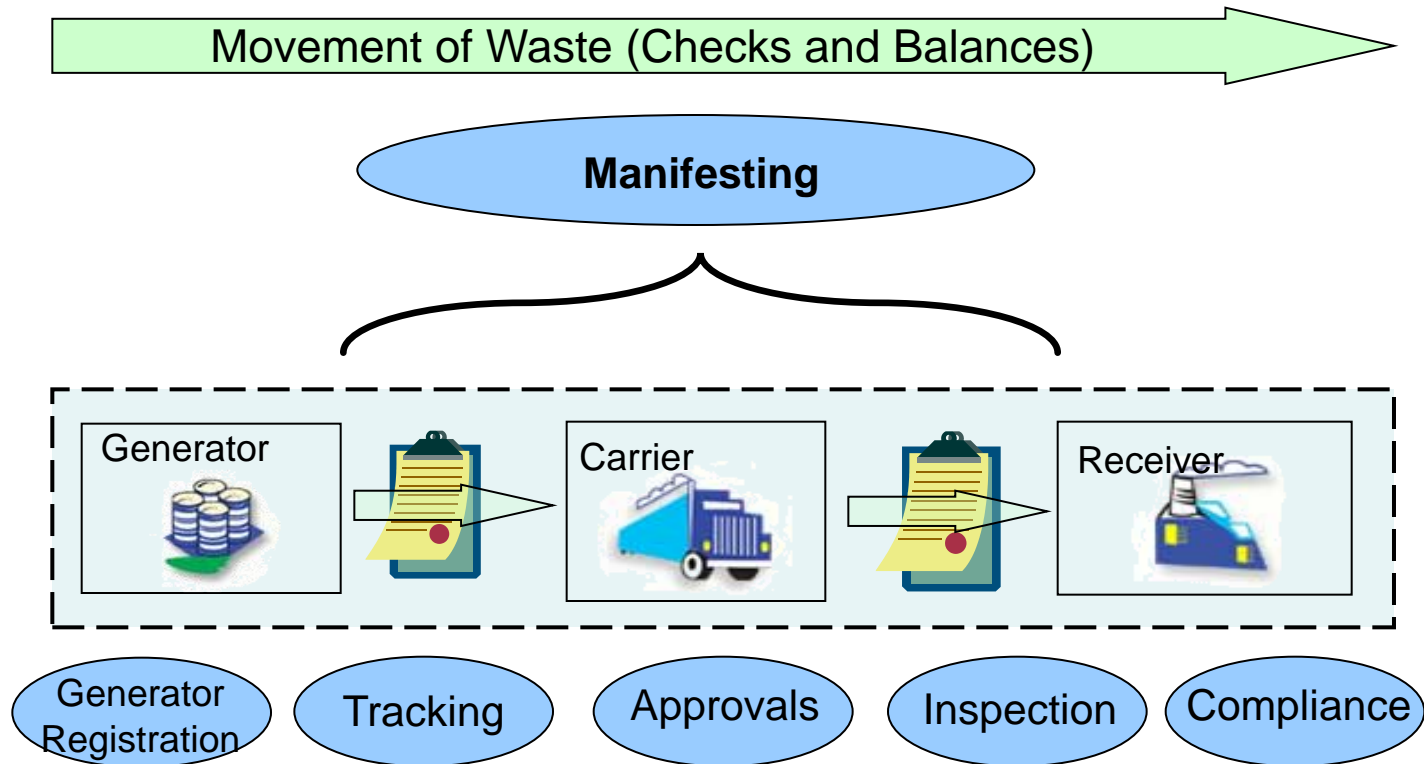 Movement of Waste (Checks and Balances)
Manifesting
Generator
Carrier
Receiver
Generator
Registration
Tracking
Approvals
Inspection
Compliance